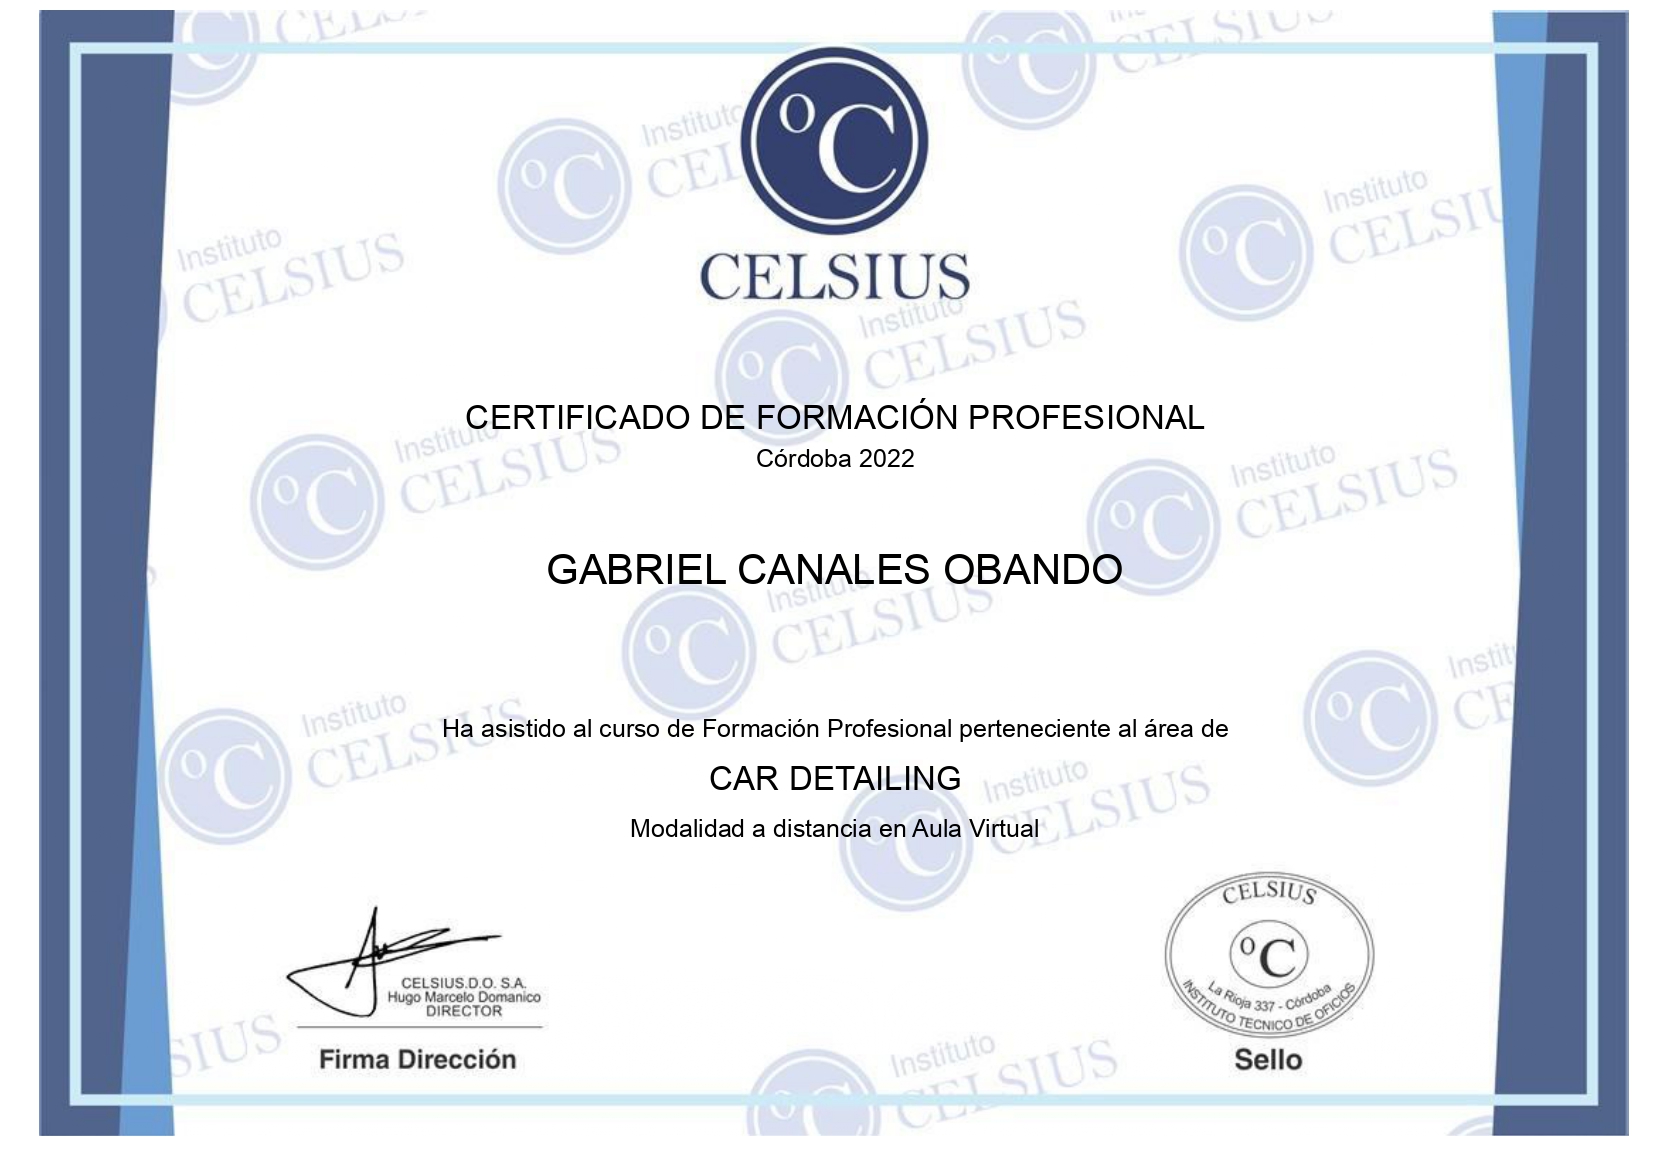 °C
CELSIUS
CERTIFICADO DE FORMACIÓN PROFESIONAL
Córdoba 2022
GABRIEL CANALES OBANDO
Ha asistido al curso de Formación Profesional perteneciente al área de
CAR DETAILING
Modalidad a distancia en Aula Virtual
CELSIUS.D.O. S.A.
Hugo Marcelo Domanico
DIRECTOR
Firma Dirección
CELSIUS
°C
La Rioja 337 - Córdoba
INSTITUTO TECNICO DE OFICIOS
Sello
Instituto
CELSIUS